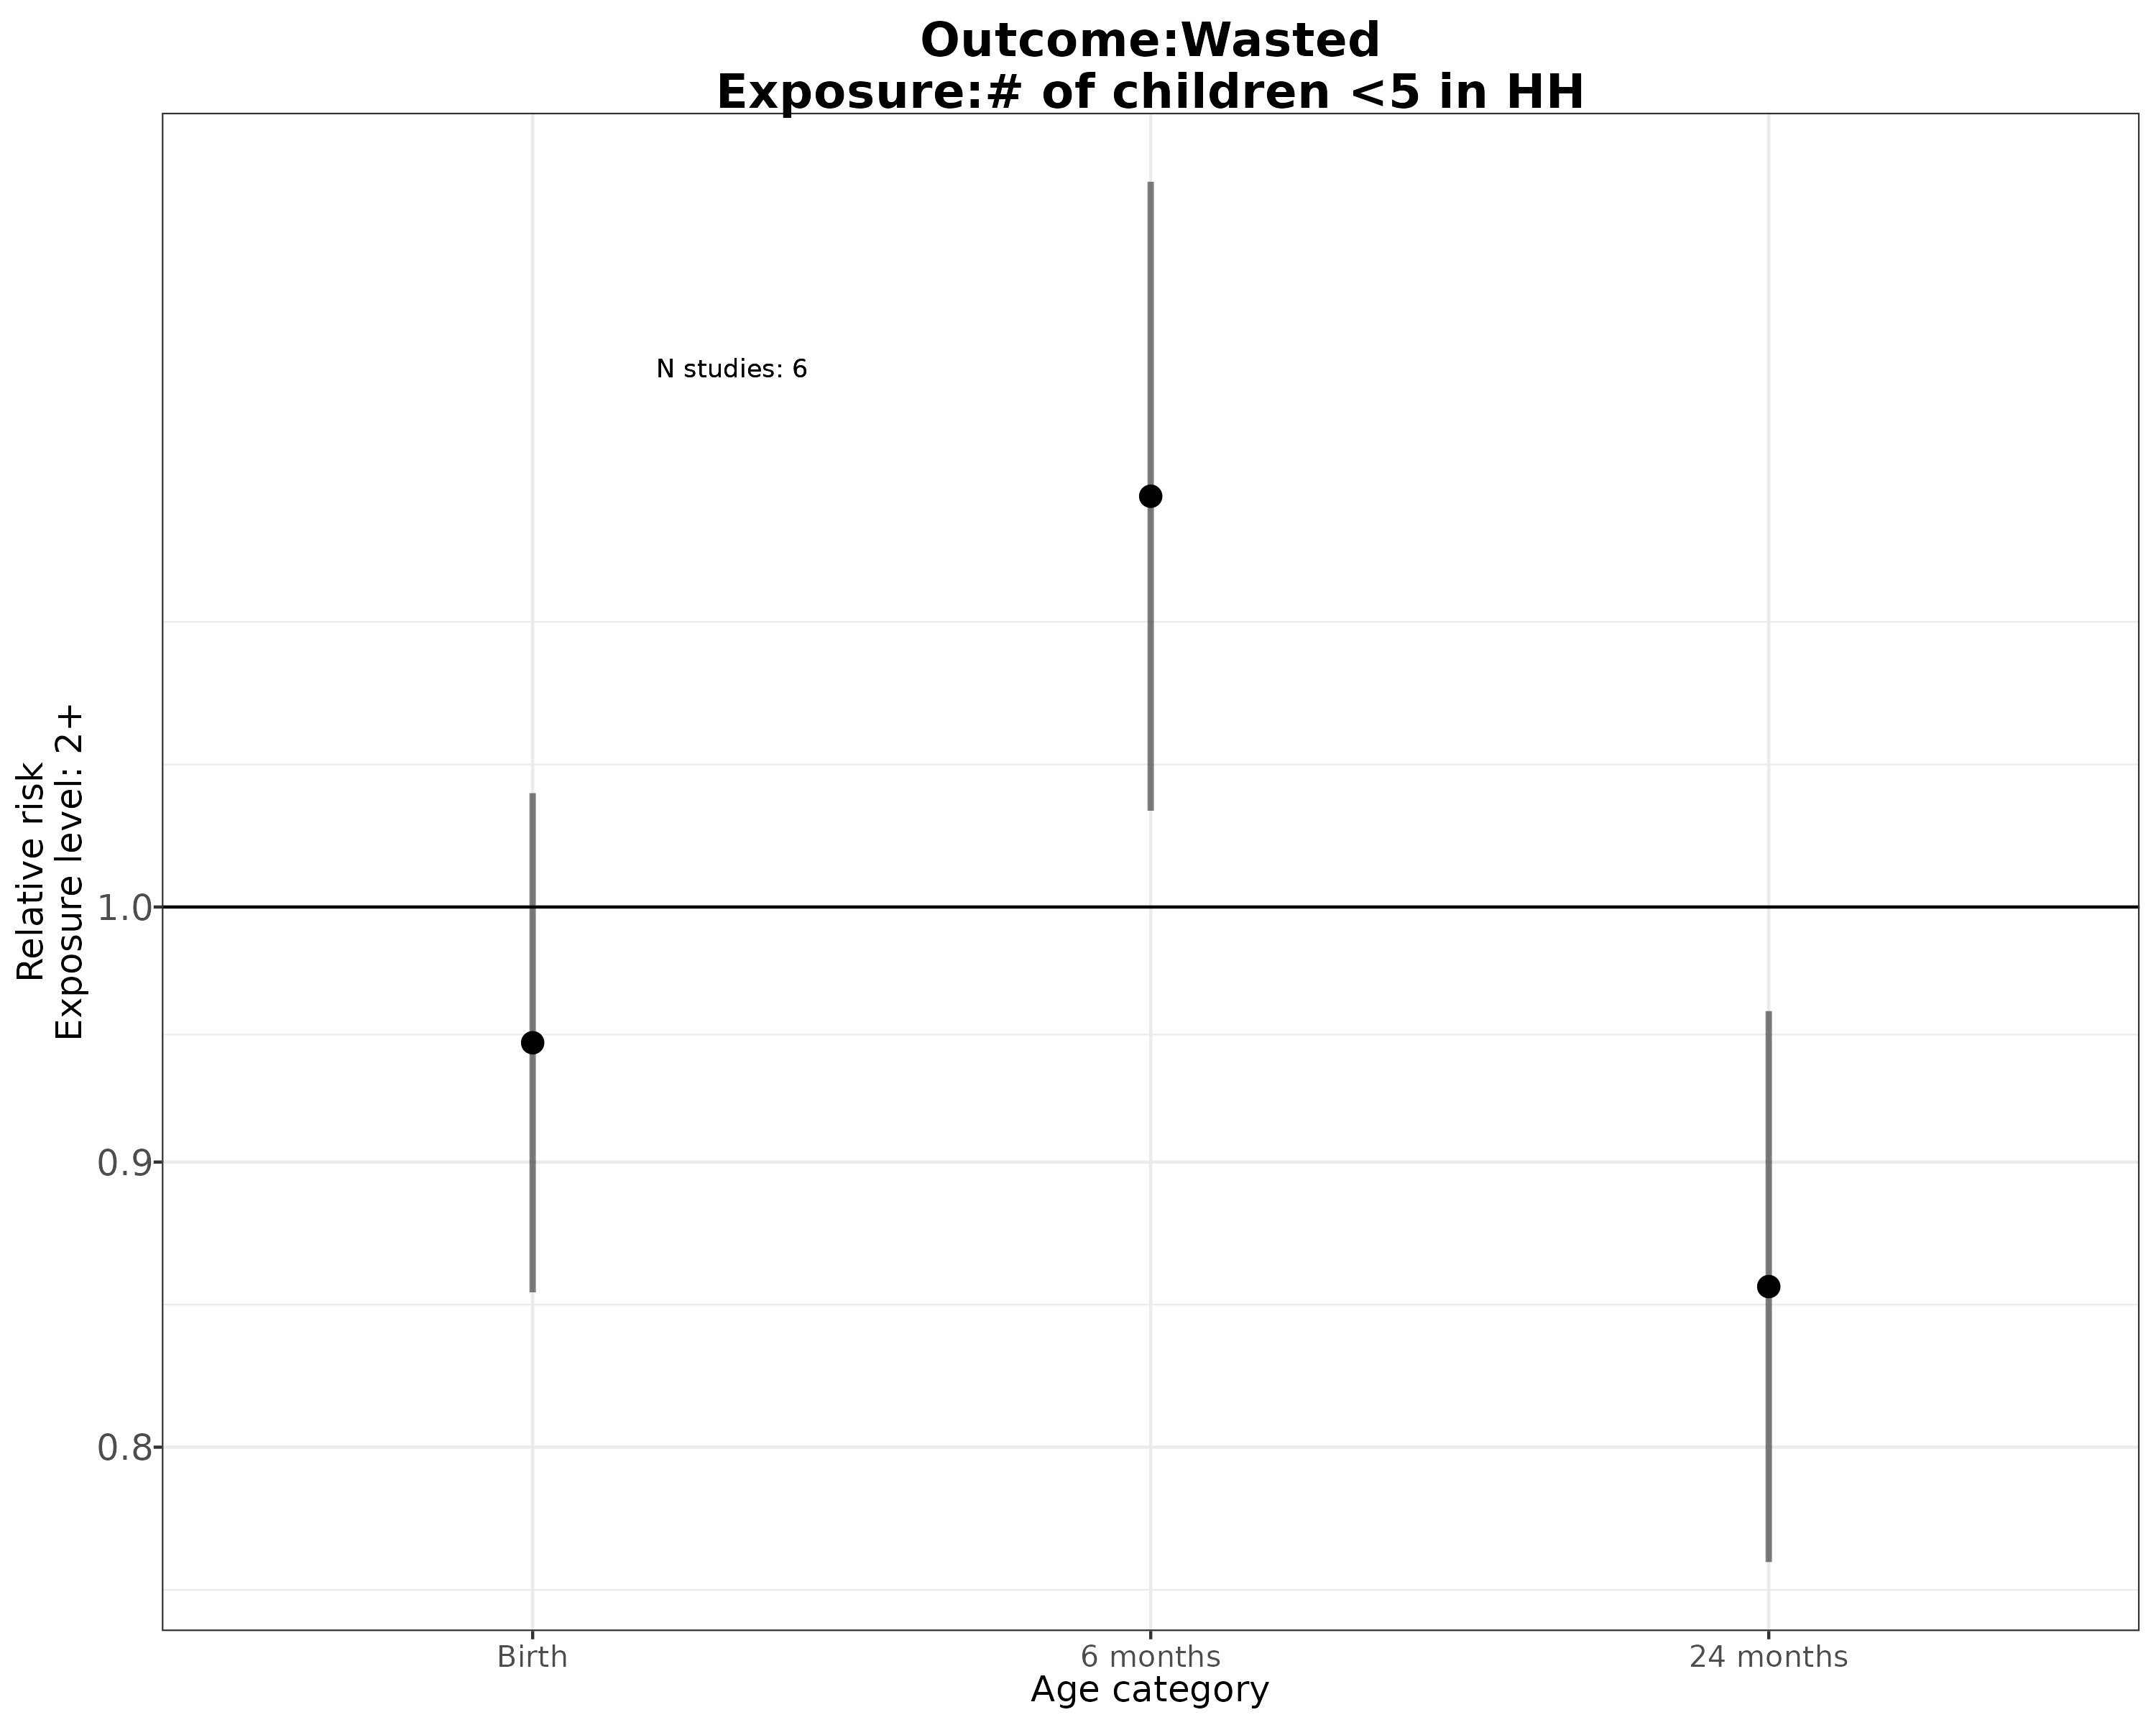 Outcome:Wasted
Exposure:# of children <5 in HH
N studies: 6
Relative risk
Exposure level: 2+
1.0
0.9
0.8
Birth
6 months
24 months
Age category